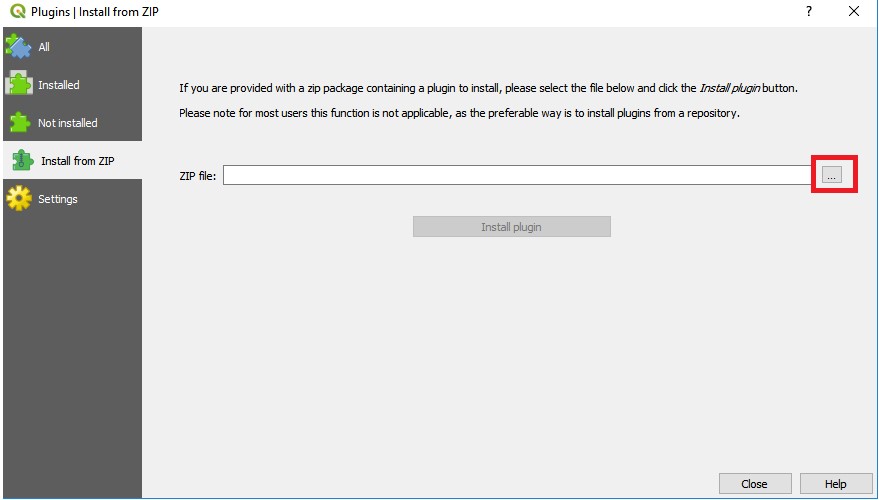 Plugins | Install from ZIP
?
All
Installed
Not installed
Install from ZIP
Settings
If you are provided with a zip package containing a plugin to install, please select the file below and click the Install plugin button.
Please note for most users this function is not applicable, as the preferable way is to install plugins from a repository.
ZIP file:
...
Install plugin
Close
Help